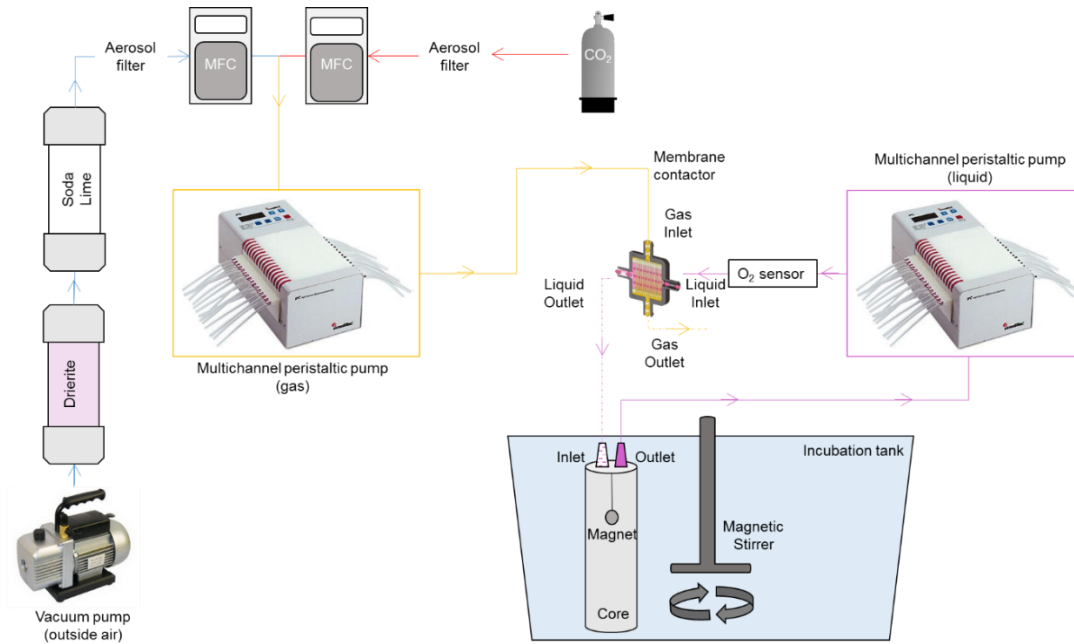 Aerosol
filter
MFC
MFC
Aerosol
filter
CO2
Soda
Lime
Drierite
Vacuum pump
(outside air)
Multichannel peristaltic pump
(gas)
Membrane
contactor
Gas
Inlet
Liquid
Outlet
Liquid
Inlet
Gas
Outlet
O2 sensor
Multichannel peristaltic pump
(liquid)
Incubation tank
Inlet
Outlet
Magnet
Core
Magnetic
Stirrer